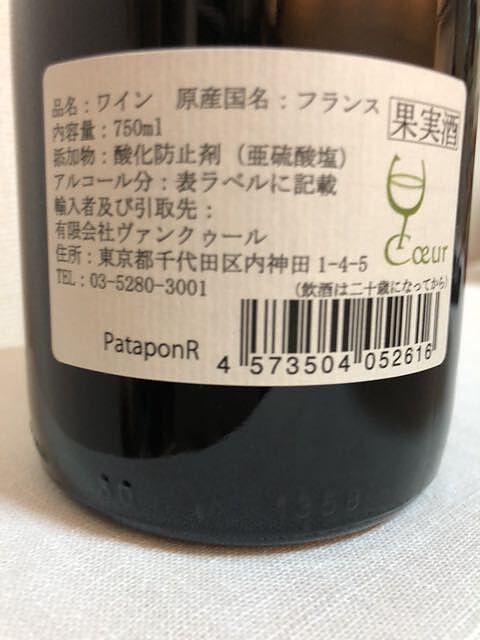 品名：ワイン　原産国名：フランス
内容量：750ml
果実酒
添加物：酸化防止剤（亜硫酸塩）
アルコール分：表ラベルに記載
輸入者及び引取先：
有限会社ヴァンクゥール
住所：東京都千代田区内神田1-4-5
TEL：03-5280-3001
Cœur
（飲酒は二十歳になってから）
PataponR
4 573504 052616